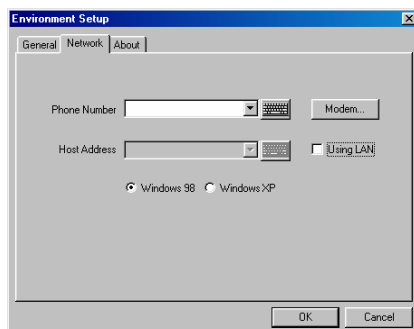 Environment Setup
General Network About
Phone Number Modem...
Host Address Using LAN
Windows 98 Windows XP
OK Cancel